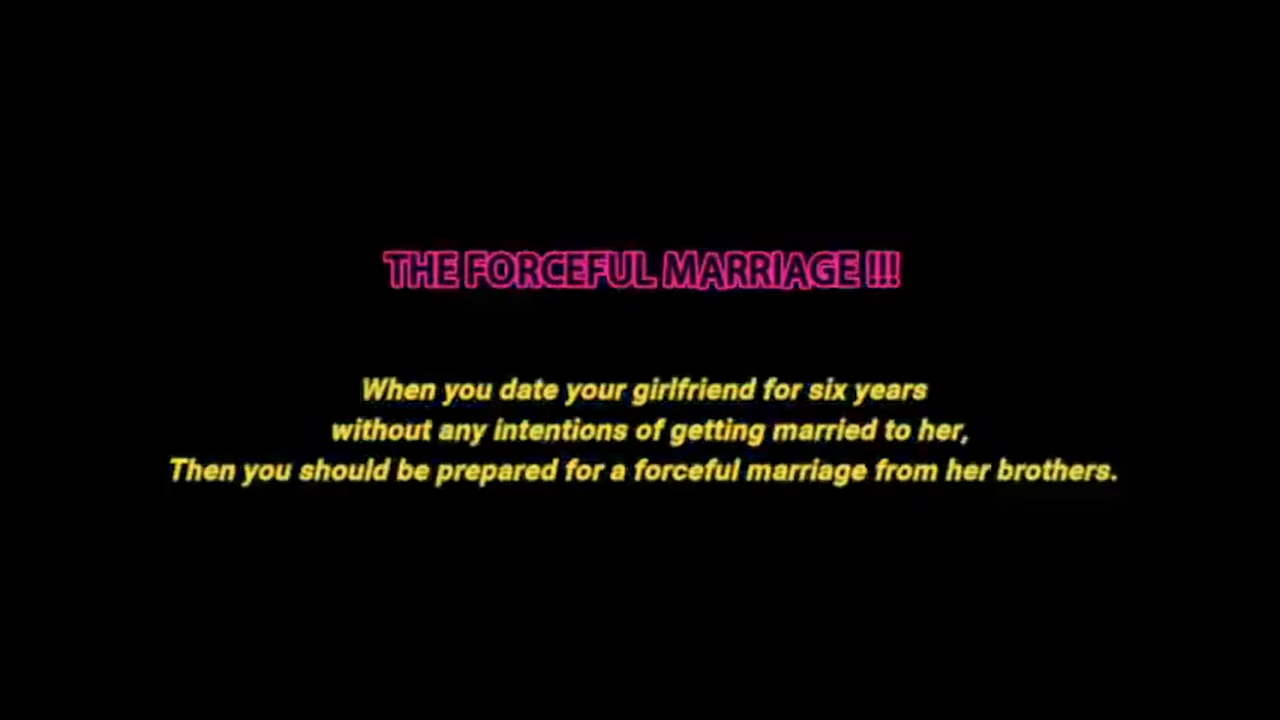 THE FORCEFUL MARRIAGE !!!
When you date your girlfriend for six years
without any intentions of getting married to her,
Then you should be prepared for a forceful marriage from her brothers.